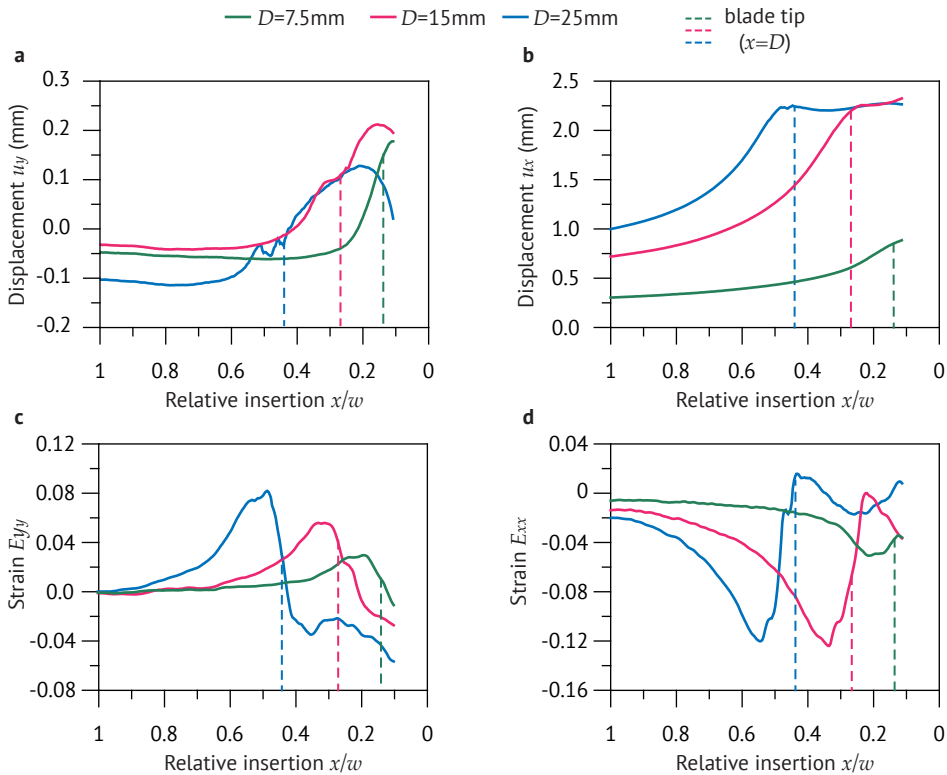 D=7.5mm
D=15mm
D=25mm
blade tip
(x=D)
a
Displacement uy (mm)
0.3
0.2
0.1
0.0
-0.1
-0.2
1
0.8
0.6
0.4
0.2
0
Relative insertion x/w
b
Displacement ux (mm)
2.5
2.0
1.5
1.0
0.5
0.0
1
0.8
0.6
0.4
0.2
0
Relative insertion x/w
c
Strain Eyy
0.12
0.08
0.04
0.0
-0.04
-0.08
1
0.8
0.6
0.4
0.2
0
Relative insertion x/w
d
Strain Exx
0.04
0
-0.04
-0.08
-0.12
-0.16
1
0.8
0.6
0.4
0.2
0
Relative insertion x/w